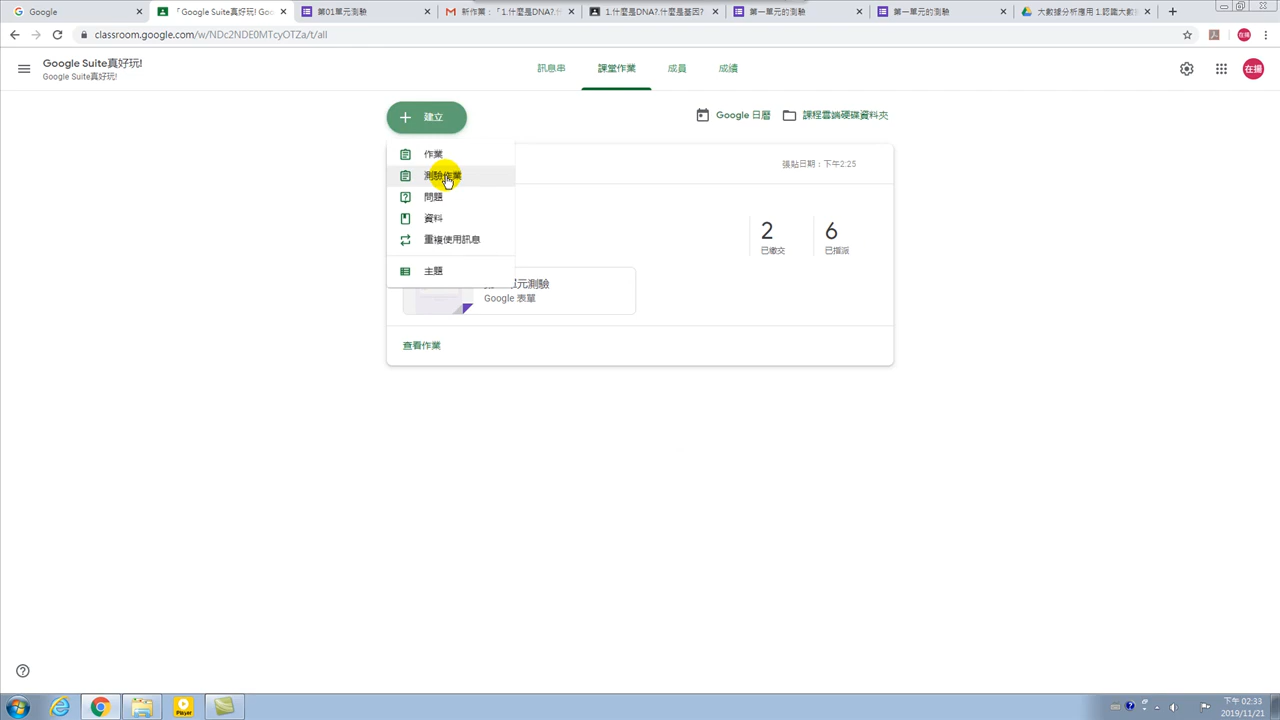 Google
「Google Suite真好玩! Goo
第01單元測驗
新作業：「1.什麼是DNA?.什
1.什麼是DNA?.什麼是基因?
第一單元的測驗
第一單元的測驗
大數據分析應用 1.認識大數據
classroom.google.com/w/NDc2NDE0MTcyOTZa/t/all
在揚
Google Suite真好玩!
Google Suite真好玩!
訊息串
課堂作業
成員
成績
在揚
建立
Google 日曆
課程雲端硬碟資料夾
作業
測驗作業
問題
資料
重複使用訊息
主題
張貼日期：下午2:25
2
已繳交
6
已指派
單元測驗
Google 表單
查看作業
Player
下午 02:33
2019/11/21